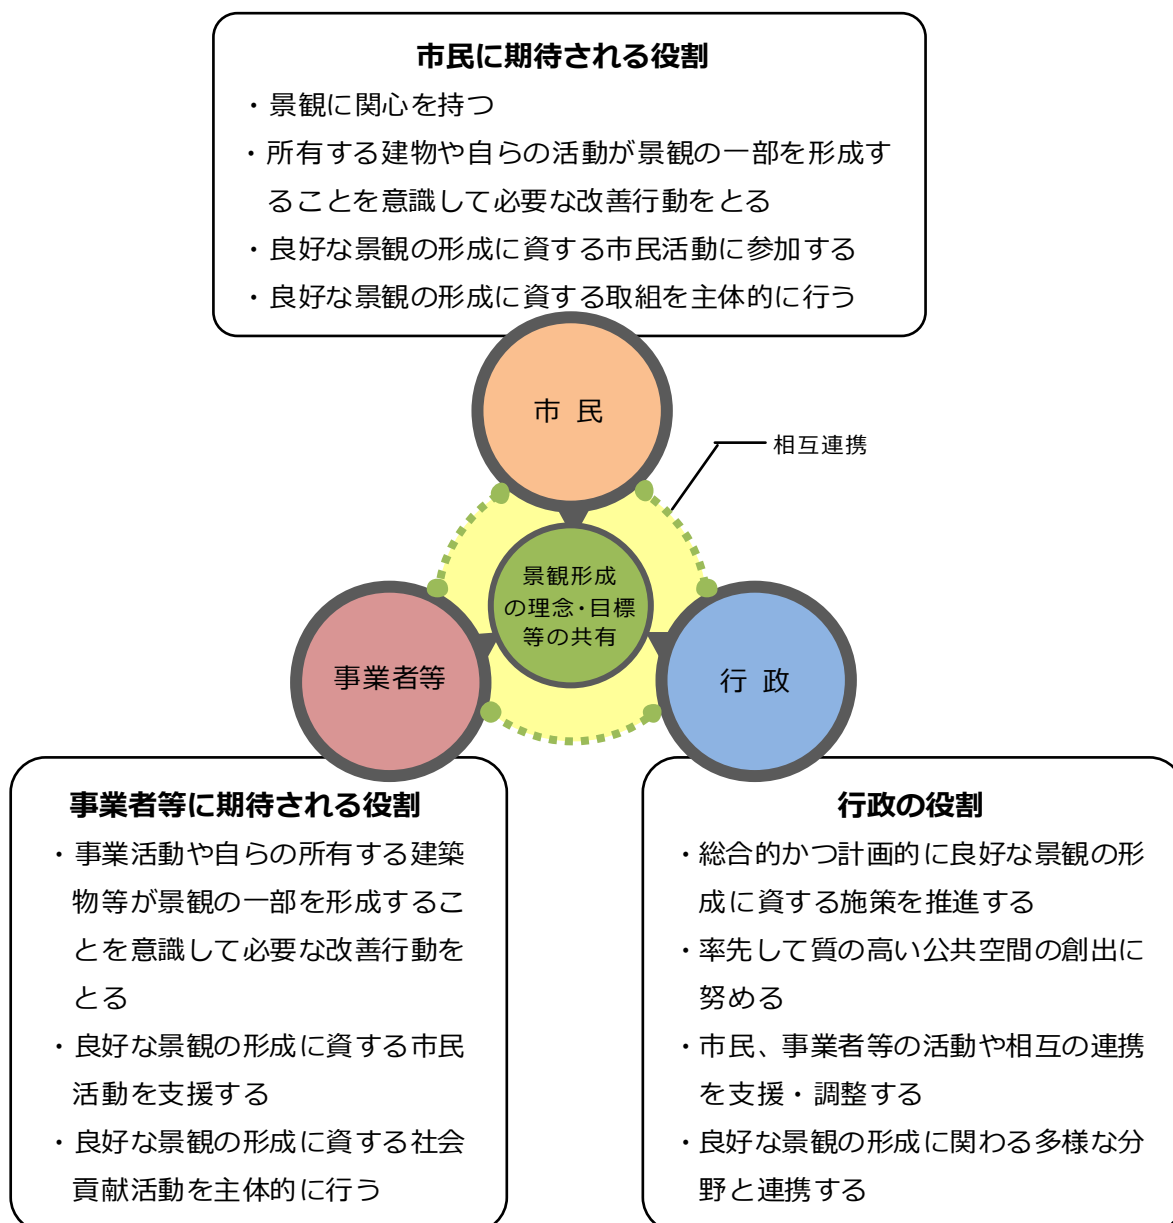 市民に期待される役割
・景観に関心を持つ
・所有する建物や自らの活動が景観の一部を形成す
ることを意識して必要な改善行動をとる
・良好な景観の形成に資する市民活動に参加する
・良好な景観の形成に資する取組を主体的に行う
市 民
相互連携
景観形成
の理念・目標
等の共有
事業者等
行 政
事業者等に期待される役割
・事業活動や自らの所有する建築
物等が景観の一部を形成するこ
とを意識して必要な改善行動を
とる
・良好な景観の形成に資する市民
活動を支援する
・良好な景観の形成に資する社会
貢献活動を主体的に行う
行政の役割
・総合的かつ計画的に良好な景観の形
成に資する施策を推進する
・率先して質の高い公共空間の創出に
努める
・市民、事業者等の活動や相互の連携
を支援・調整する
・良好な景観の形成に関わる多様な分
野と連携する